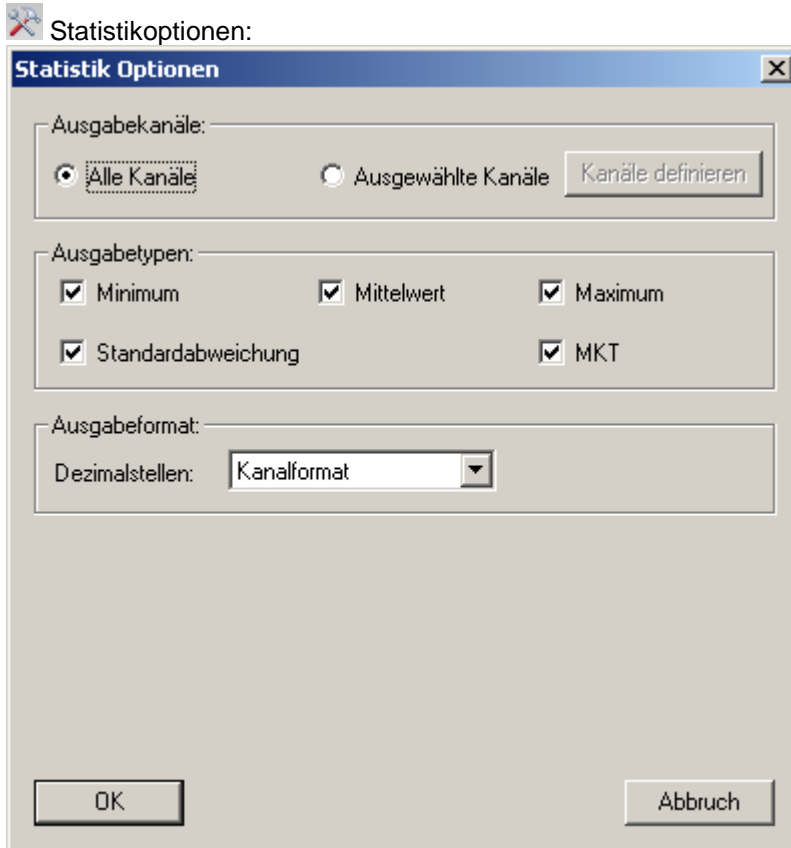 Statistikoptionen:
Statistik Optionen
Ausgabekanäle:
Alle Kanäle Ausgewählte Kanäle Kanäle definieren
Ausgabetypen:
Minimum Mittelwert Maximum
Standardabweichung MKT
Ausgabeformat:
Dezimalstellen: Kanalformat
OK Abbruch